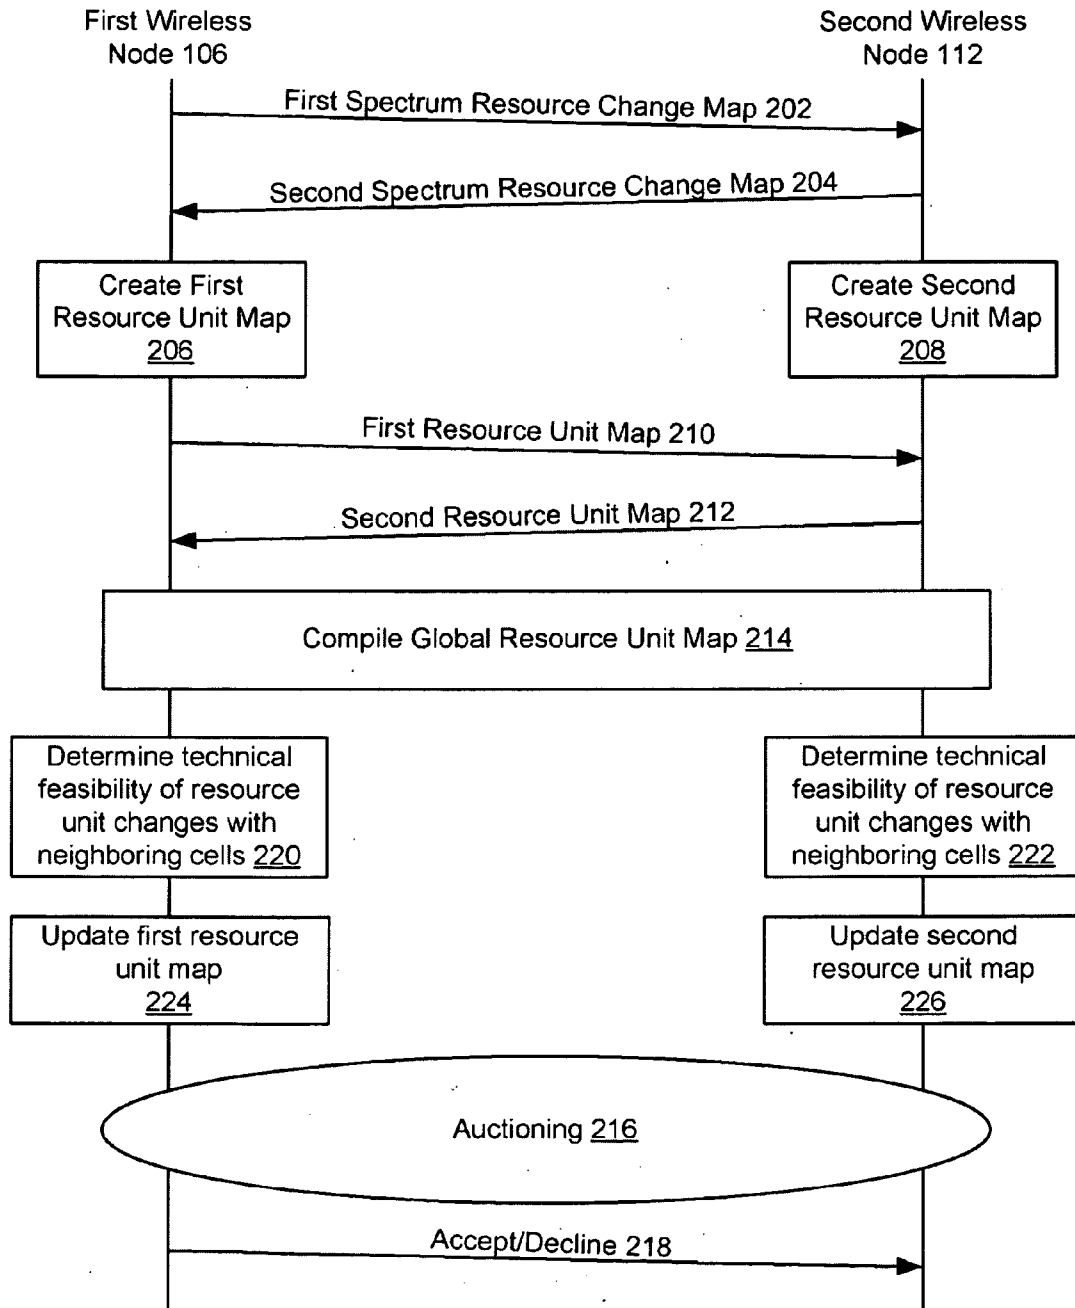 First Wireless
Node 106
Second Wireless
Node 112
First Spectrum Resource Change Map 202
Second Spectrum Resource Change Map 204
Create First
Resource Unit Map
206
Create Second
Resource Unit Map
208
First Resource Unit Map 210
Second Resource Unit Map 212
Compile Global Resource Unit Map 214
Determine technical
feasibility of resource
unit changes with
neighboring cells 220
Determine technical
feasibility of resource
unit changes with
neighboring cells 222
Update first resource
unit map
224
Update second
resource unit map
226
Auctioning 216
Accept/Decline 218